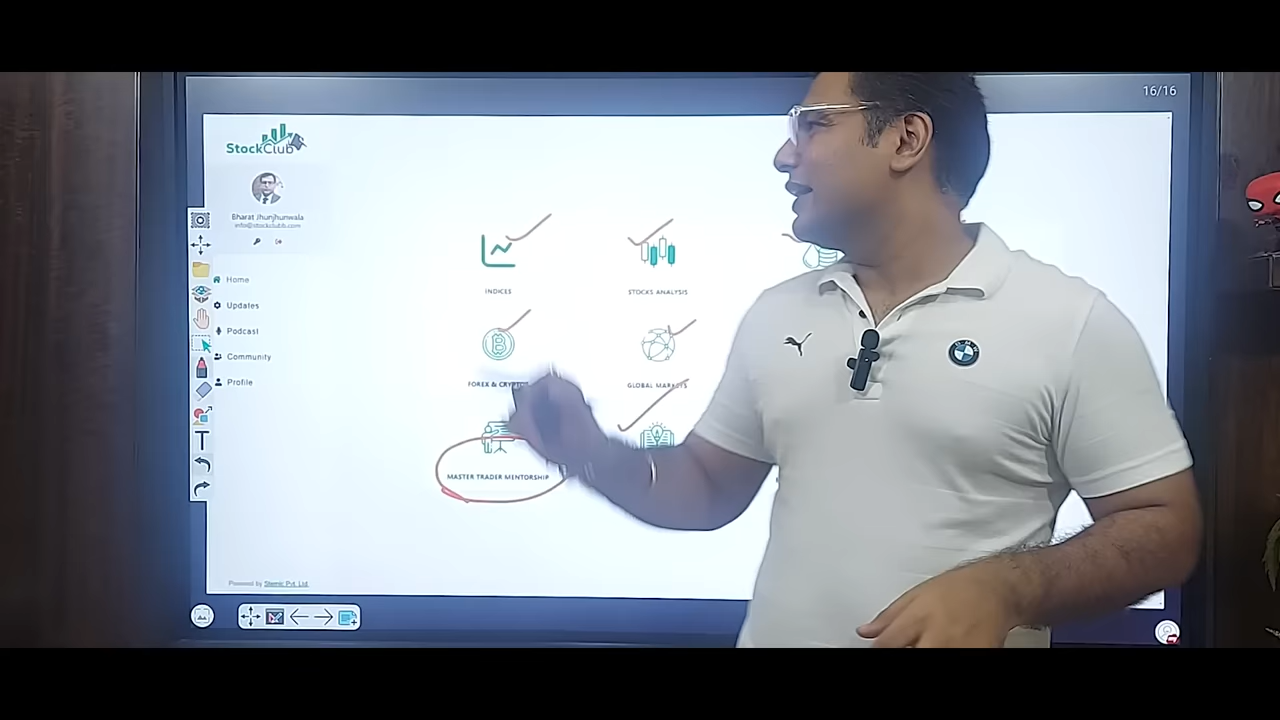 16/16
StockClub
Bharat Jhunjhunwala
info@stockclubb.com
Home
Updates
Podcast
Community
Profile
INDICES
STOCKS ANALYSIS
FOREX &
GLOBAL MARKETS
MASTER TRADER MENTORSHIP
Powered by Stemic Pvt. Ltd.
T